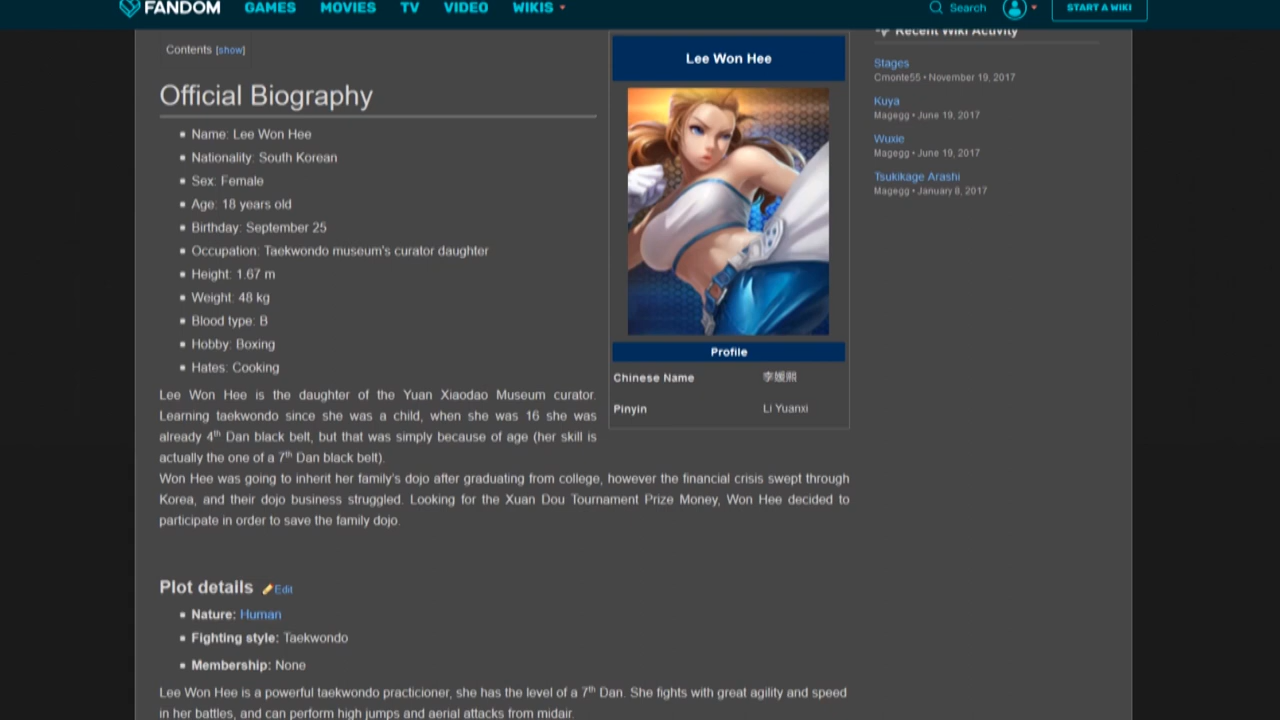 FANDOM GAMES MOVIES TV VIDEO WIKIS Search START A WIKI
Contents [show]
Official Biography
Name: Lee Won Hee
Nationality: South Korean
Sex: Female
Age: 18 years old
Birthday: September 25
Occupation: Taekwondo museum's curator daughter
Height: 1.67 m
Weight: 48 kg
Blood type: B
Hobby: Boxing
Hates: Cooking
Lee Won Hee is the daughter of the Yuan Xiaodao Museum curator.
Learning taekwondo since she was a child, when she was 16 she was
already 4th Dan black belt, but that was simply because of age (her skill is
actually the one of a 7th Dan black belt).
Won Hee was going to inherit her family's dojo after graduating from college, however the financial crisis swept through
Korea, and their dojo business struggled. Looking for the Xuan Dou Tournament Prize Money, Won Hee decided to
participate in order to save the family dojo.
Plot details Edit
Nature: Human
Fighting style: Taekwondo
Membership: None
Lee Won Hee is a powerful taekwondo practicioner, she has the level of a 7th Dan. She fights with great agility and speed
in her battles, and can perform high jumps and aerial attacks from midair.
Lee Won Hee
Profile
Chinese Name 李媛熙
Pinyin Li Yuanxi
Recent Wiki Activity
Stages
Cmonte55 • November 19, 2017
Kuya
Magegg • June 19, 2017
Wuxie
Magegg • June 19, 2017
Tsukikage Arashi
Magegg • January 8, 2017